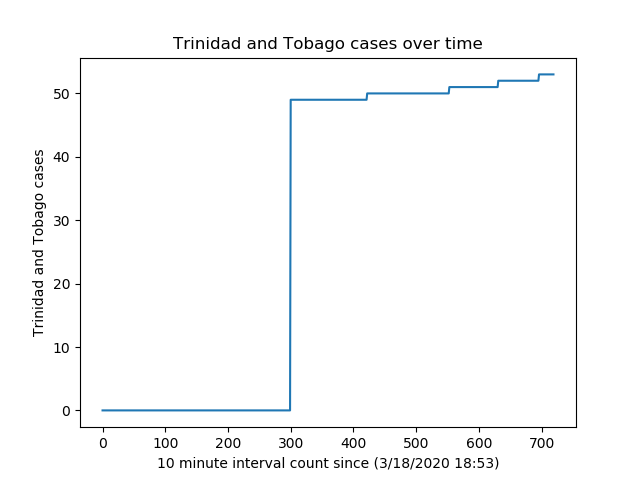 Trinidad and Tobago cases over time
Trinidad and Tobago cases
50
40
30
20
10
0
0 100 200 300 400 500 600 700
10 minute interval count since (3/18/2020 18:53)